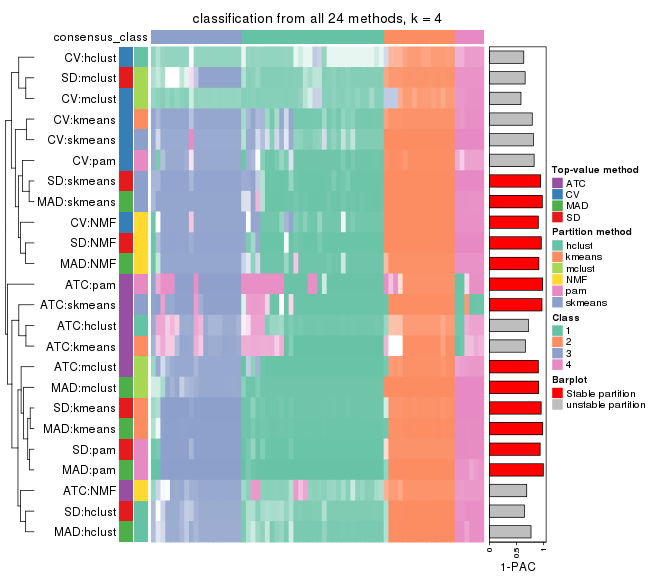 classification from all 24 methods, k = 4
consensus_class
CV:hclust
SD:mclust
CV:mclust
CV:kmeans
CV:skmeans
CV:pam
SD:skmeans
MAD:skmeans
CV:NMF
SD:NMF
MAD:NMF
ATC:pam
ATC:skmeans
ATC:hclust
ATC:kmeans
ATC:mclust
MAD:mclust
SD:kmeans
MAD:kmeans
SD:pam
MAD:pam
ATC:NMF
SD:hclust
MAD:hclust
0
0.5
1
1-PAC
Top-value method
ATC
CV
MAD
SD
Partition method
hclust
kmeans
mclust
NMF
pam
skmeans
Class
1
2
3
4
Barplot
Stable partition
unstable partition